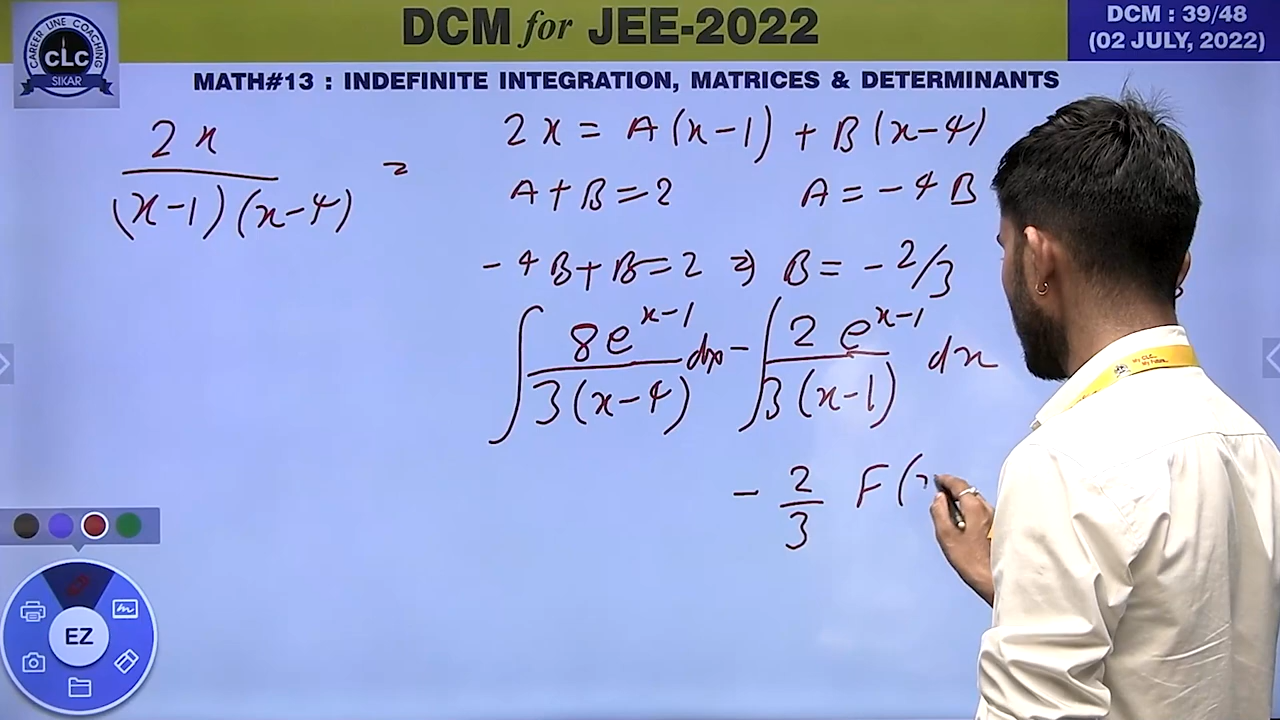 CAREER LINE COACHING
CLC
SIKAR
DCM for JEE-2022
DCM : 39/48
(02 JULY, 2022)
MATH#13 : INDEFINITE INTEGRATION, MATRICES & DETERMINANTS
2x / (x-1)(x-4) =
2x = A(x-1) + B(x-4)
A+B=2 A=-4B
-4B+B=2 ⇒ B=-2/3
∫ 8e^{x-1} / 3(x-4) dx - ∫ 2e^{x-1} / 3(x-1) dx
- 2/3 F(
EZ